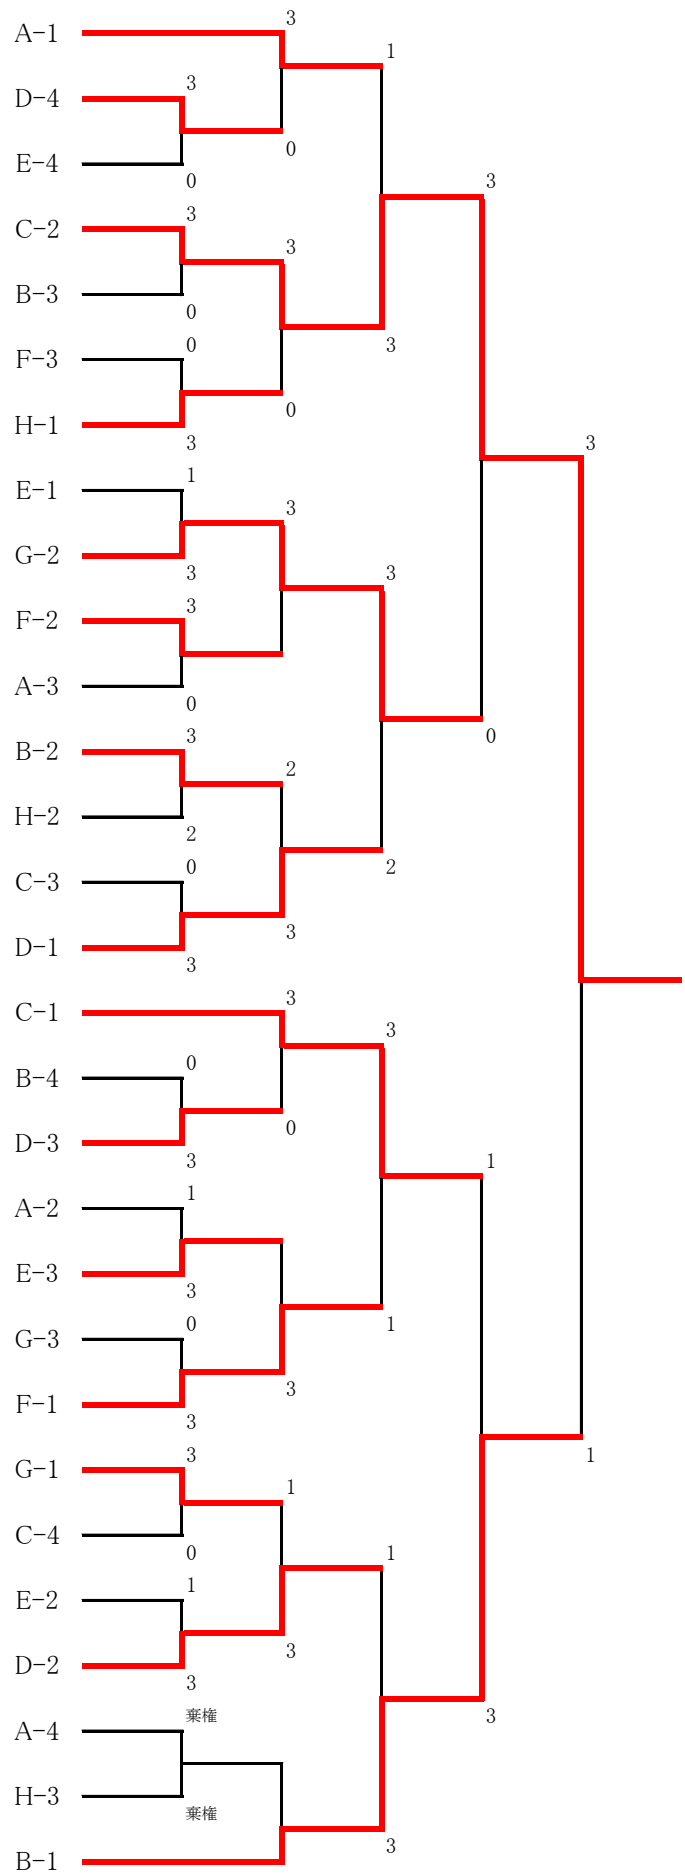 A-1 3
1
D-4 3
0
E-4 0
3
C-2 3
3
B-3 0
F-3 0
3
0
H-1 3
3
E-1 1
3
G-2 3
3
F-2 3
A-3 0
B-2 3
0
2
H-2 2
C-3 0
2
3
D-1 3
C-1 3
3
B-4 0
0
D-3 3
1
A-2 1
E-3 3
G-3 0
1
3
F-1 3
G-1 3
1
1
C-4 0
1
E-2 1
3
D-2 3
棄権
3
A-4
H-3
棄権
3
B-1